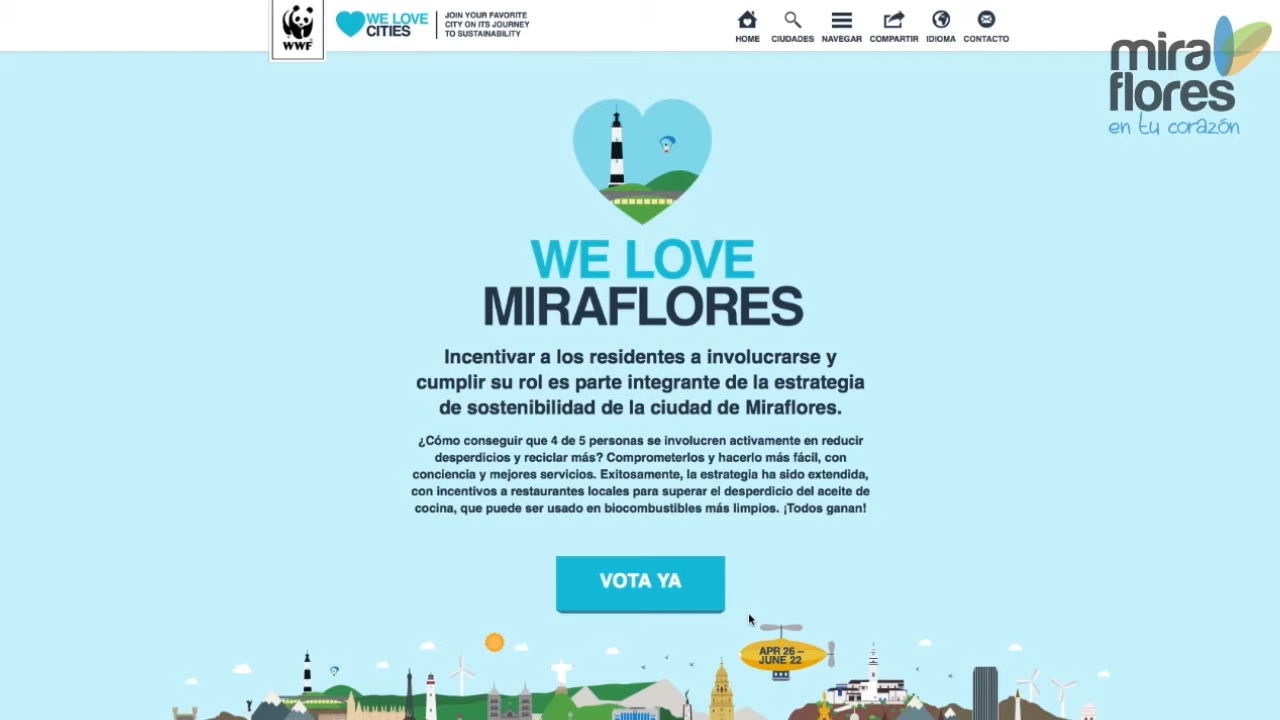 WWF
WE LOVE
CITIES
JOIN YOUR FAVORITE
CITY ON ITS JOURNEY
TO SUSTAINABILITY
HOME
CIUDADES
NAVEGAR
COMPARTIR
IDIOMA
CONTACTO
mira
flores
en tu corazón
WE LOVE
MIRAFLORES
Incentivar a los residentes a involucrarse y
cumplir su rol es parte integrante de la estrategia
de sostenibilidad de la ciudad de Miraflores.
¿Cómo conseguir que 4 de 5 personas se involucren activamente en reducir
desperdicios y reciclar más? Comprometerlos y hacerlo más fácil, con
conciencia y mejores servicios. Exitosamente, la estrategia ha sido extendida,
con incentivos a restaurantes locales para superar el desperdicio del aceite de
cocina, que puede ser usado en biocombustibles más limpios. ¡Todos ganan!
VOTA YA
APR 26 –
JUNE 22